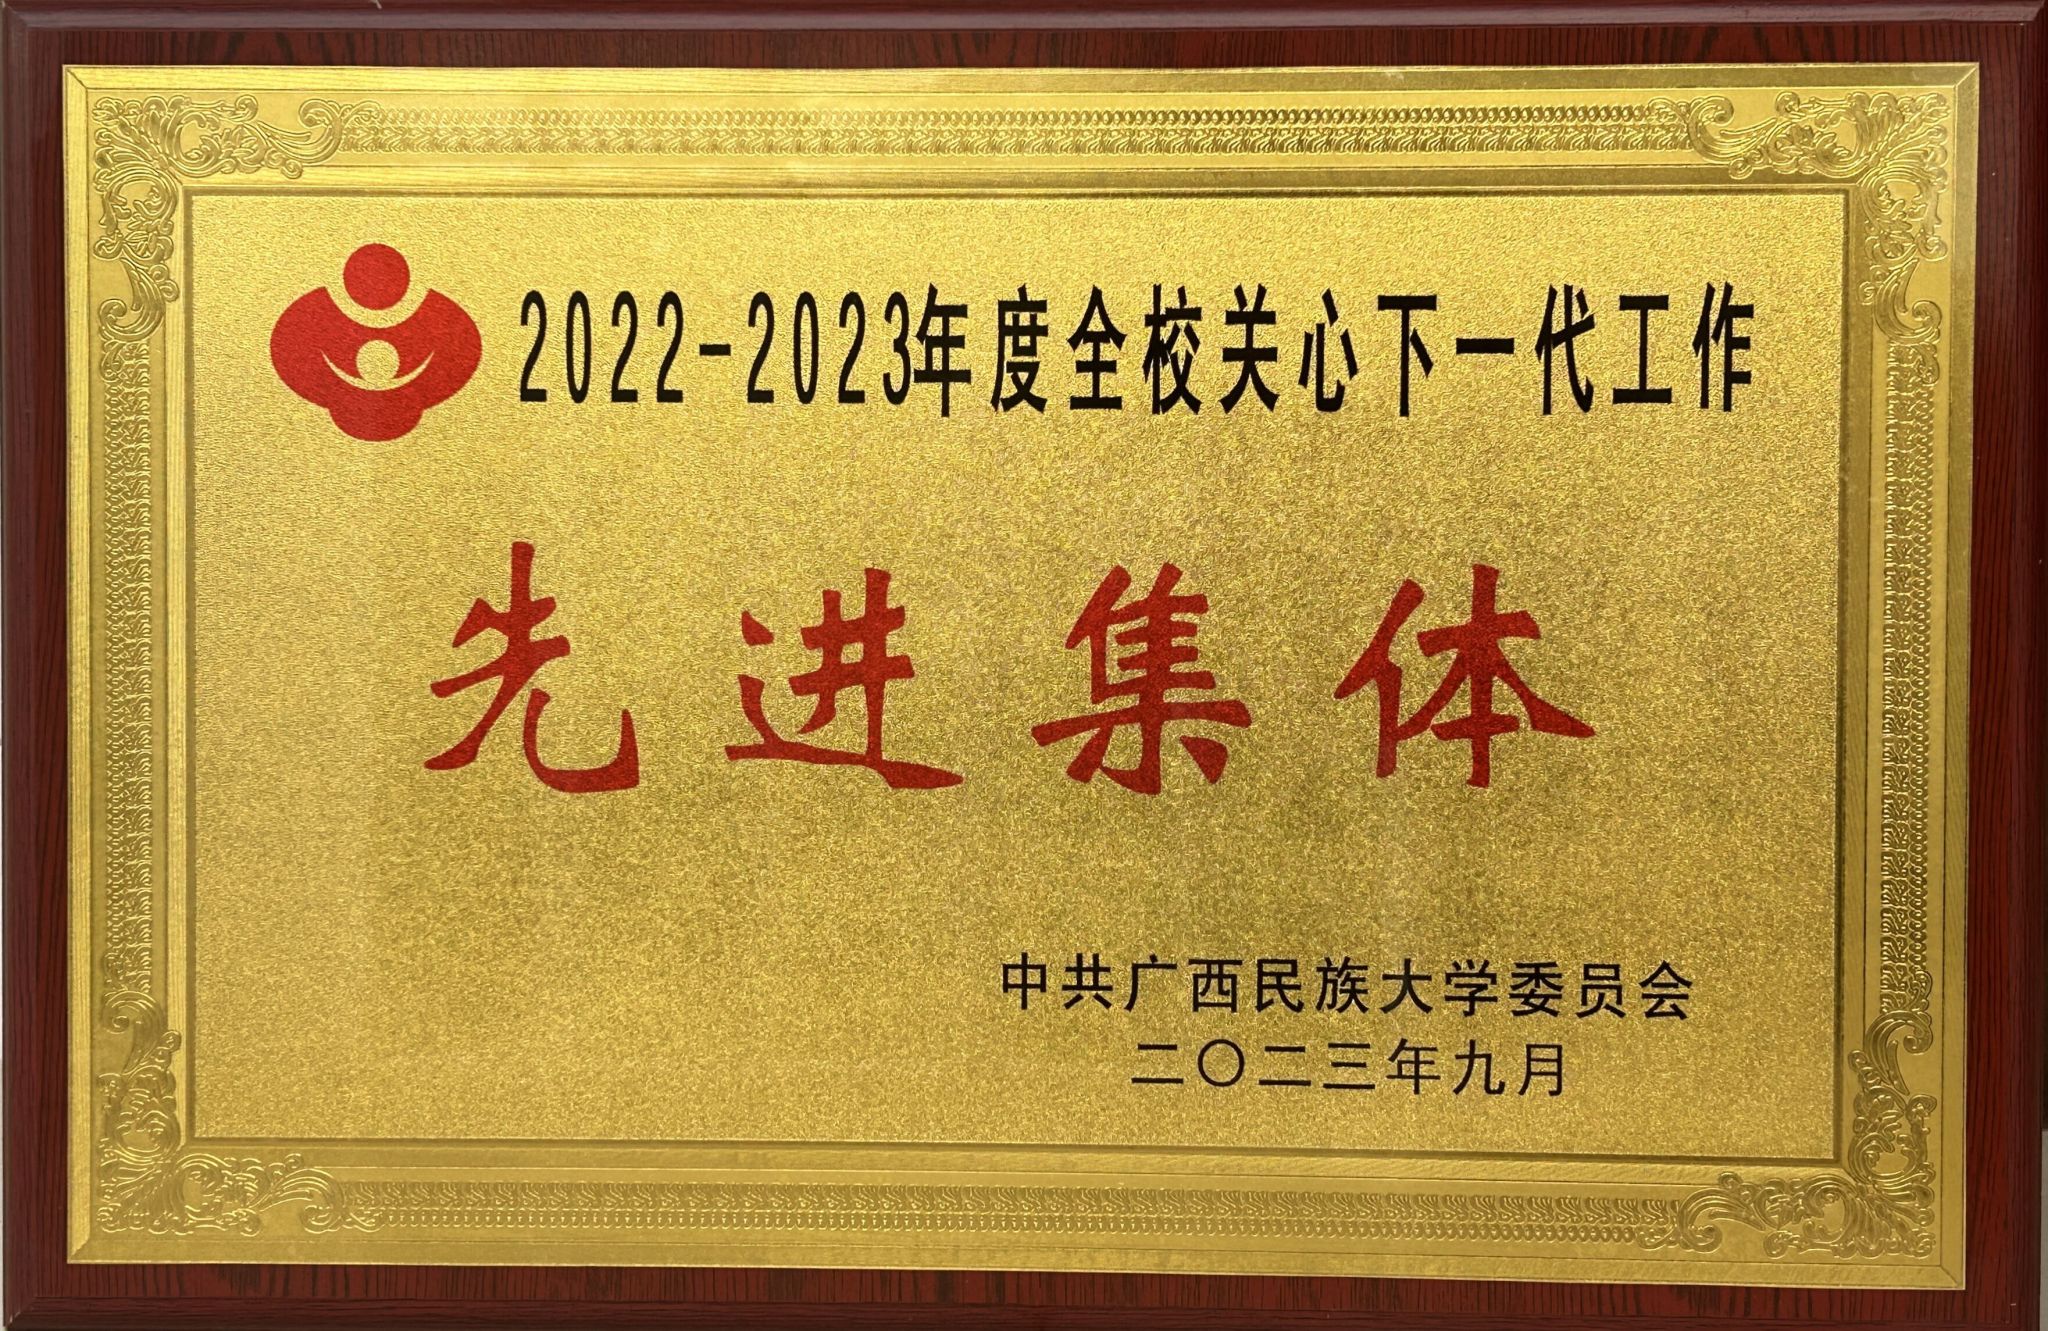 2022-2023年度全校关心下一代工作
先进集体
中共广西民族大学委员会
二〇二三年九月